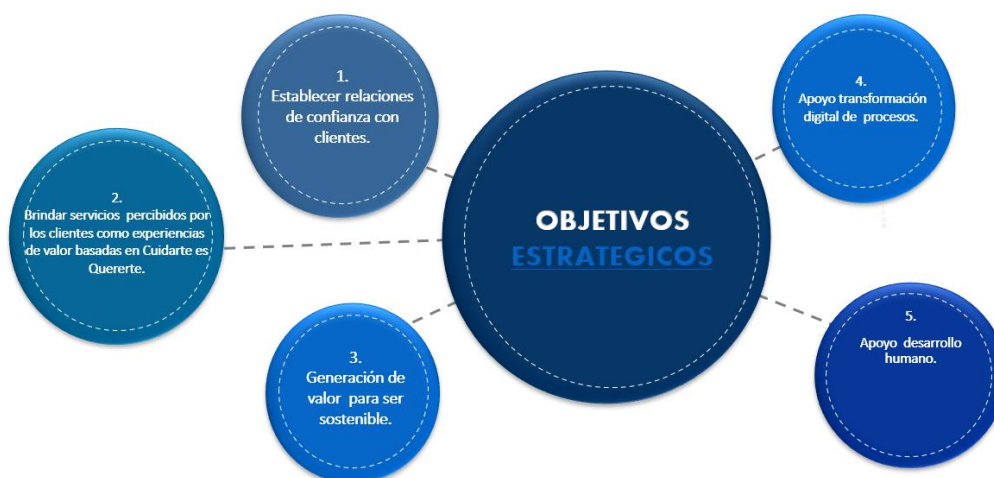 1.
Establecer relaciones
de confianza con
clientes.
2.
Brindar servicios percibidos por
los clientes como experiencias
de valor basadas en Cuidarte es
Quererte.
3.
Generación de
valor para ser
sostenible.
OBJETIVOS
ESTRATEGICOS
4.
Apoyo transformación
digital de procesos.
5.
Apoyo desarrollo
humano.